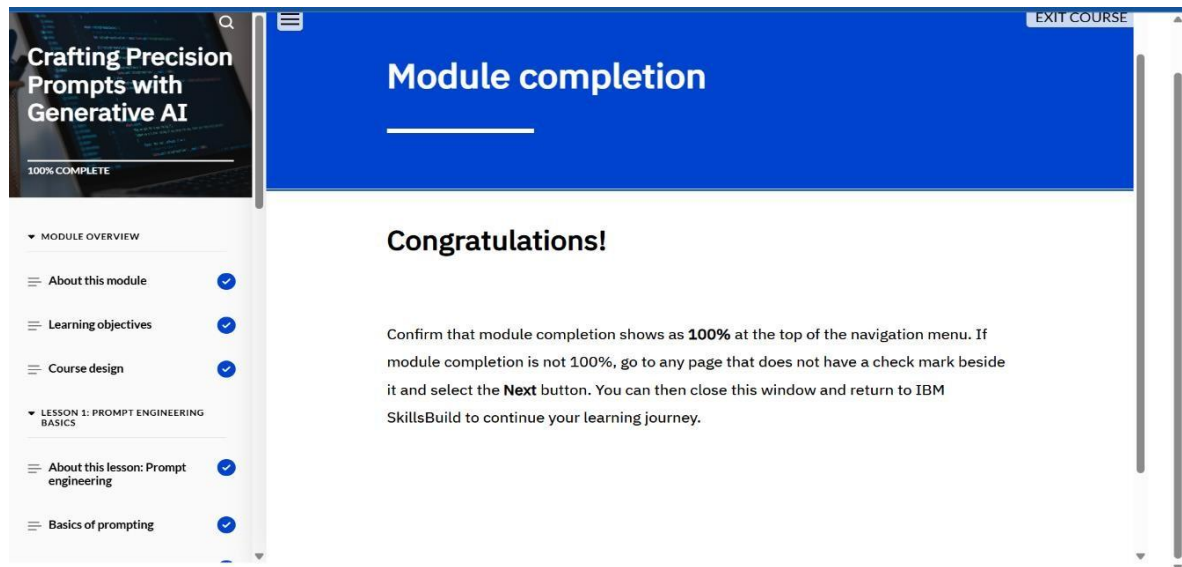 Crafting Precision
Prompts with
Generative AI
100% COMPLETE
MODULE OVERVIEW
About this module
Learning objectives
Course design
LESSON 1: PROMPT ENGINEERING
BASICS
About this lesson: Prompt
engineering
Basics of prompting
EXIT COURSE
Module completion
Congratulations!
Confirm that module completion shows as 100% at the top of the navigation menu. If
module completion is not 100%, go to any page that does not have a check mark beside
it and select the Next button. You can then close this window and return to IBM
SkillsBuild to continue your learning journey.